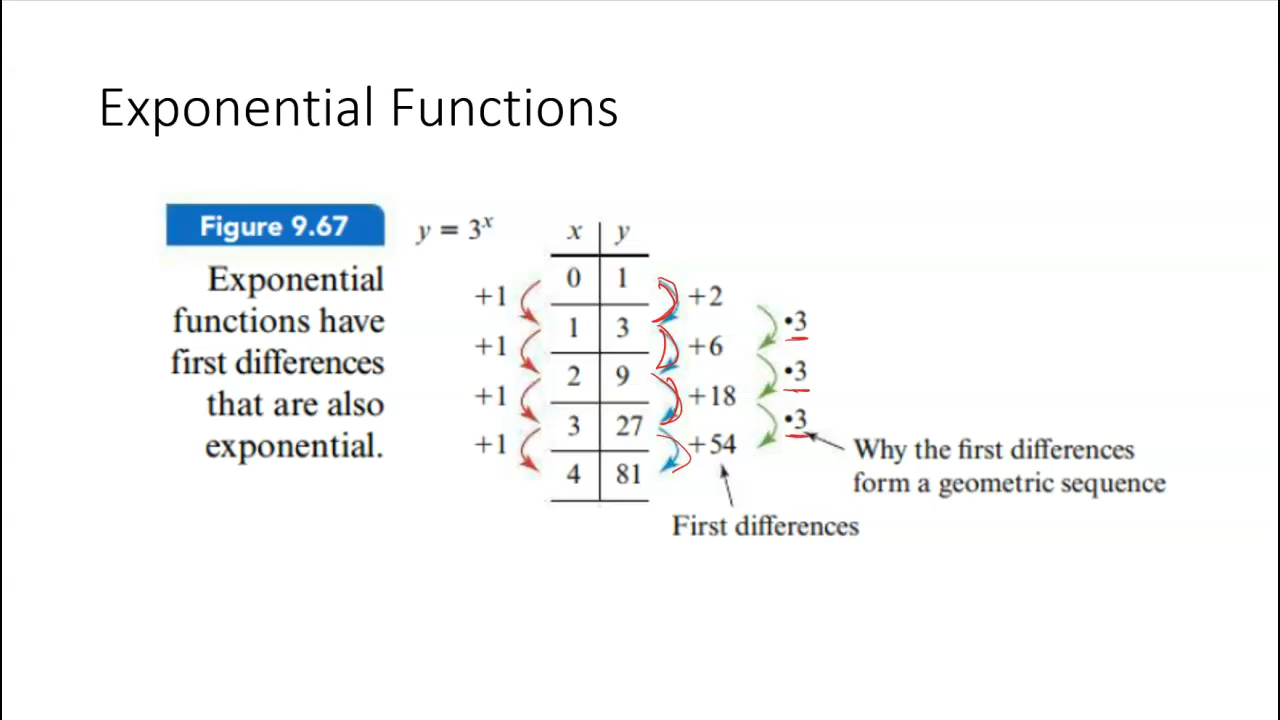 Exponential Functions
Figure 9.67
Exponential
functions have
first differences
that are also
exponential.
y = 3ˣ
x y
0 1
1 3
2 9
3 27
4 81
+1
+1
+1
+1
+2
+6
+18
+54
•3
•3
•3
Why the first differences
form a geometric sequence
First differences